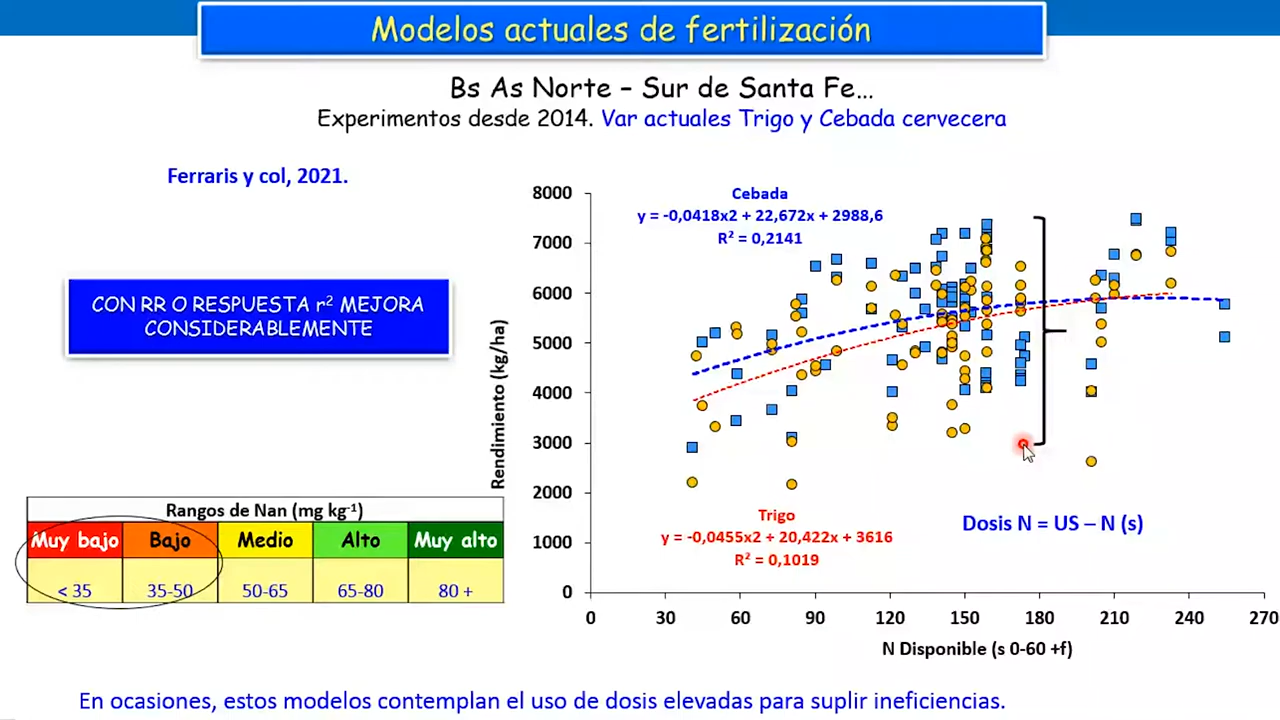 Modelos actuales de fertilización
Bs As Norte – Sur de Santa Fe...
Experimentos desde 2014. Var actuales Trigo y Cebada cervecera
Ferraris y col, 2021.
CON RR O RESPUESTA r² MEJORA
CONSIDERABLEMENTE
Rangos de Nan (mg kg⁻¹)
Muy bajo Bajo Medio Alto Muy alto
< 35 35-50 50-65 65-80 80 +
Rendimiento (kg/ha)
8000
7000
6000
5000
4000
3000
2000
1000
0
Cebada
y = -0,0418x2 + 22,672x + 2988,6
R² = 0,2141
Trigo
y = -0,0455x2 + 20,422x + 3616
R² = 0,1019
Dosis N = US – N (s)
0 30 60 90 120 150 180 210 240 270
N Disponible (s 0-60 +f)
En ocasiones, estos modelos contemplan el uso de dosis elevadas para suplir ineficiencias.